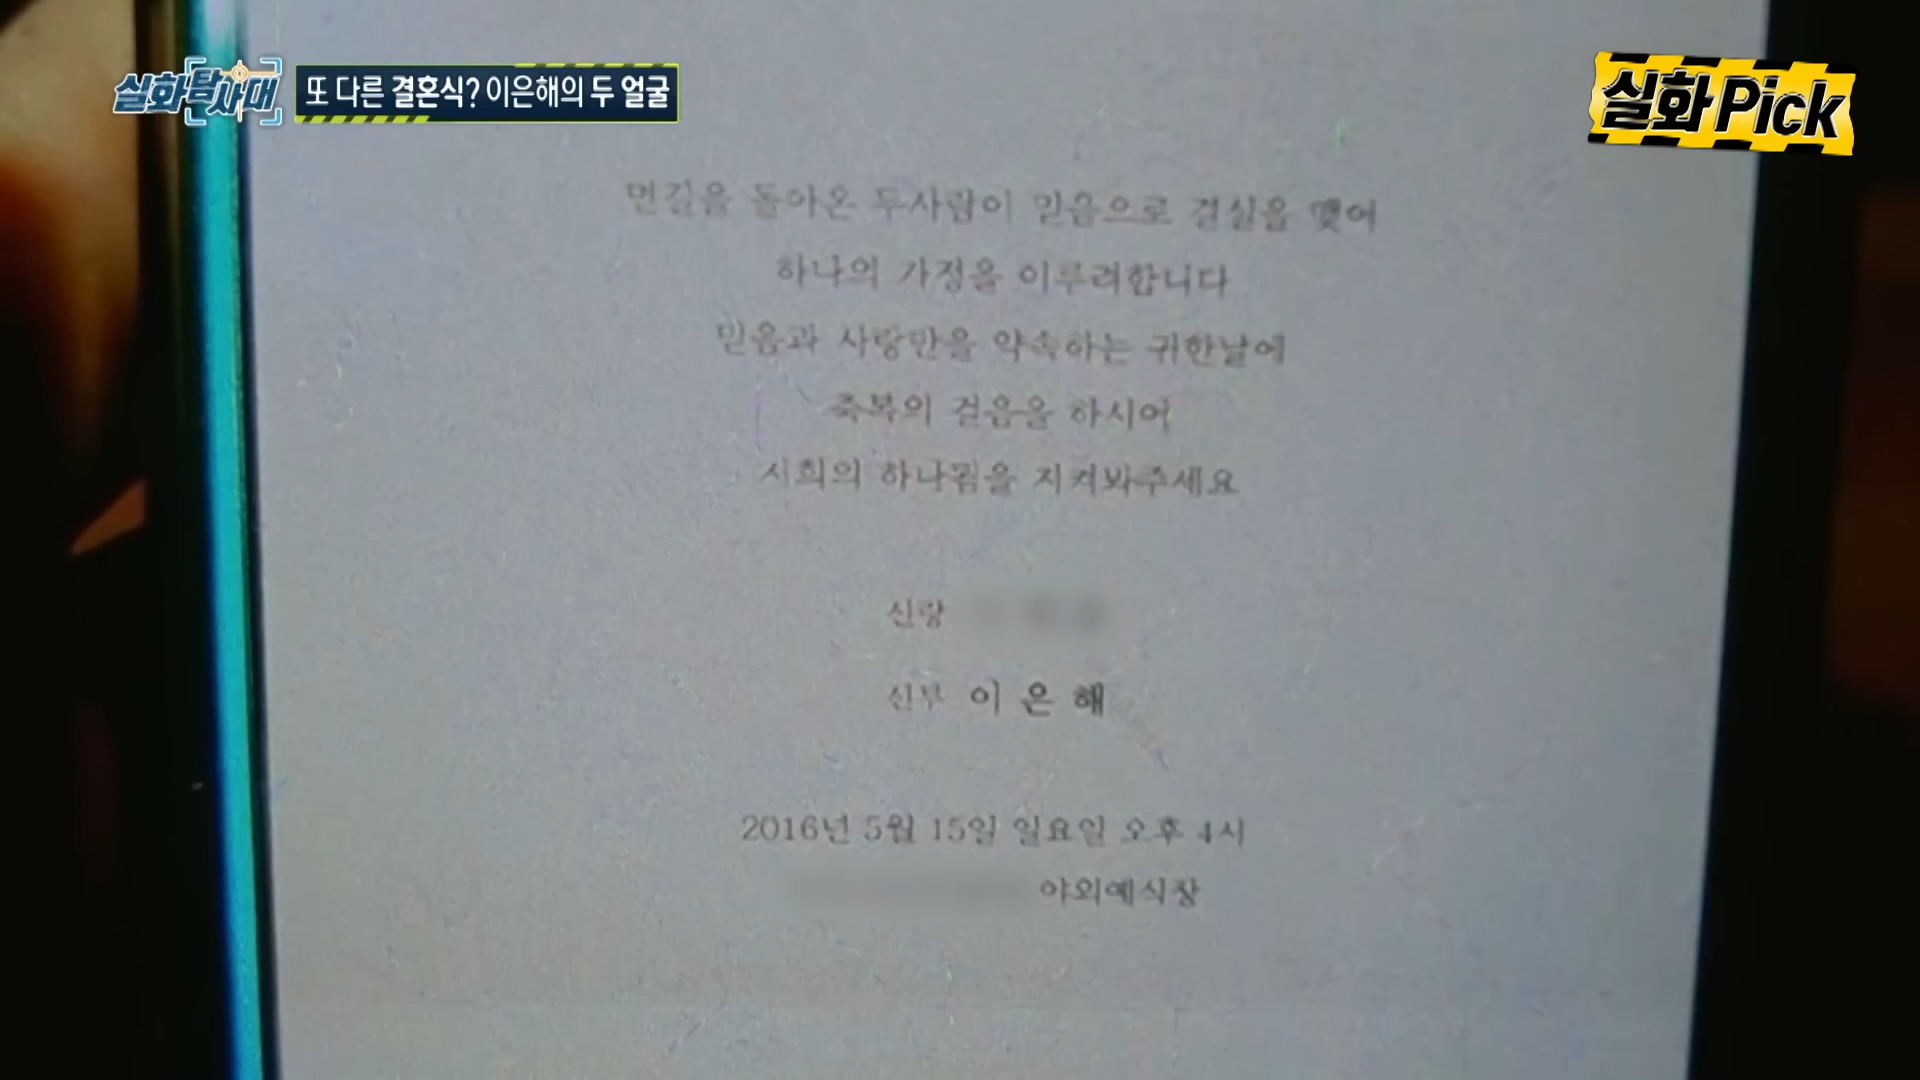 실화탐사대
또 다른 결혼식? 이은해의 두 얼굴
실화Pick
먼길을 돌아온 두사람이 믿음으로 결실을 맺어
하나의 가정을 이루려합니다
믿음과 사랑만을 약속하는 귀한날에
축복의 걸음을 하시어
저희의 하나됨을 지켜봐주세요
신랑
신부 이 은 해
2016년 5월 15일 일요일 오후 4시
야외예식장